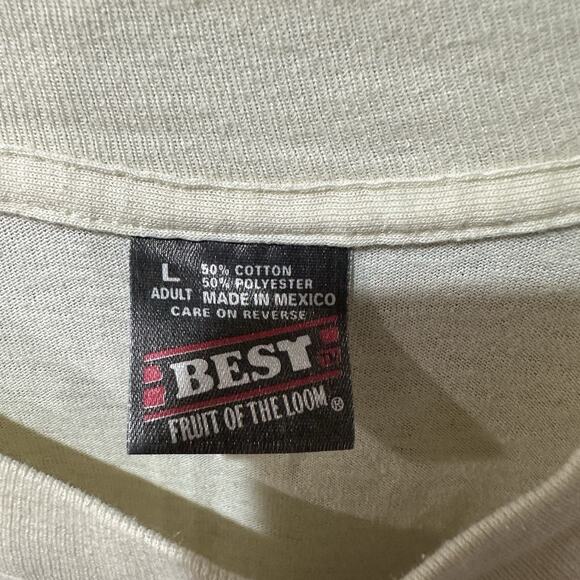 L 50% COTTON
50% POLYESTER
ADULT MADE IN MEXICO
CARE ON REVERSE
BEST
FRUIT OF THE LOOM®